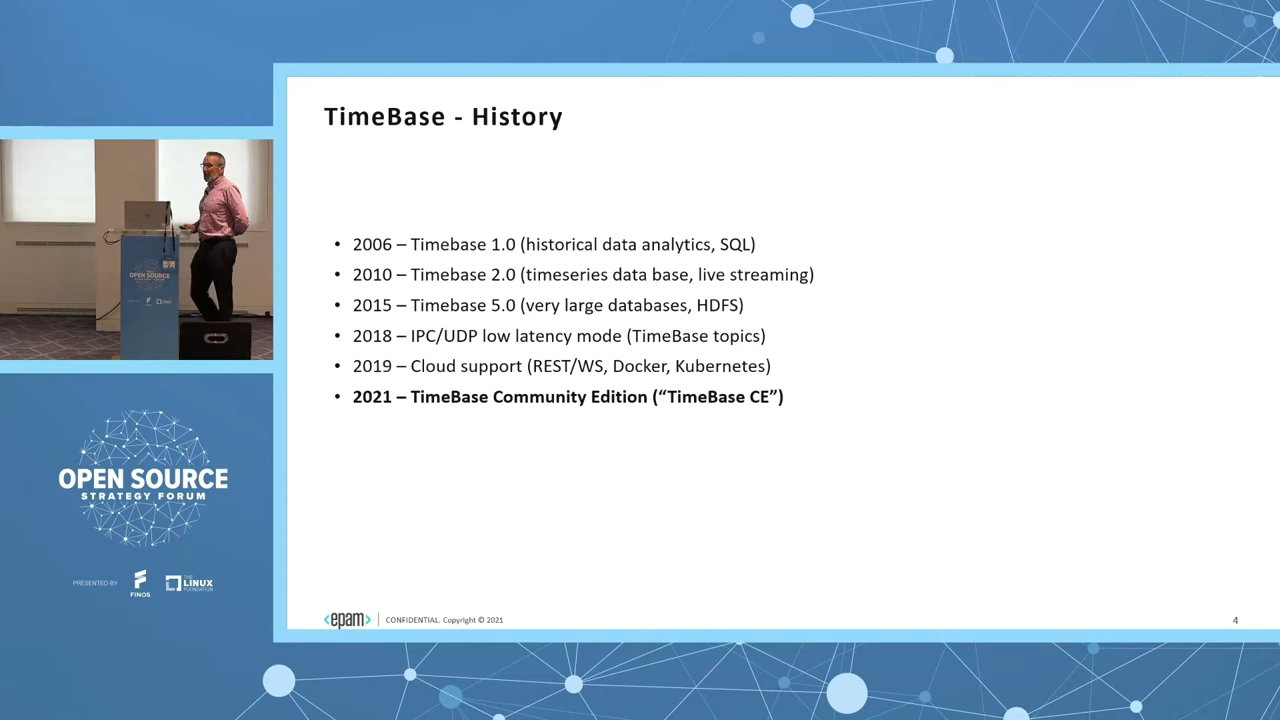 TimeBase - History
• 2006 – Timebase 1.0 (historical data analytics, SQL)
• 2010 – Timebase 2.0 (timeseries data base, live streaming)
• 2015 – Timebase 5.0 (very large databases, HDFS)
• 2018 – IPC/UDP low latency mode (TimeBase topics)
• 2019 – Cloud support (REST/WS, Docker, Kubernetes)
• 2021 – TimeBase Community Edition (“TimeBase CE”)
<epam> CONFIDENTIAL. Copyright © 2021
4
OPEN SOURCE
OPEN SOURCE
STRATEGY FORUM
PRESENTED BY
FINOS
THE
LINUX
FOUNDATION